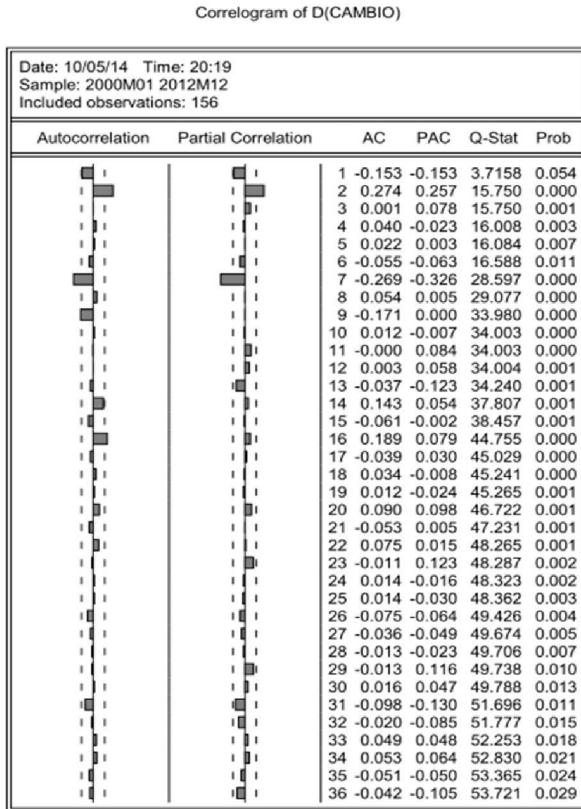 Correlogram of D(CAMBIO)
Date: 10/05/14 Time: 20:19
Sample: 2000M01 2012M12
Included observations: 156
Autocorrelation Partial Correlation AC PAC Q-Stat Prob
1 -0.153 -0.153 3.7158 0.054
2 0.274 0.257 15.750 0.000
3 0.001 0.078 15.750 0.001
4 0.040 -0.023 16.008 0.003
5 0.022 0.003 16.084 0.007
6 -0.055 -0.063 16.588 0.011
7 -0.269 -0.326 28.597 0.000
8 0.054 0.005 29.077 0.000
9 -0.171 0.000 33.980 0.000
10 0.012 -0.007 34.003 0.000
11 -0.000 0.084 34.003 0.000
12 0.003 0.058 34.004 0.001
13 -0.037 -0.123 34.240 0.001
14 0.143 0.054 37.807 0.001
15 -0.061 -0.002 38.457 0.001
16 0.189 0.079 44.755 0.000
17 -0.039 0.030 45.029 0.000
18 0.034 -0.008 45.241 0.000
19 0.012 -0.024 45.265 0.001
20 0.090 0.098 46.722 0.001
21 -0.053 0.005 47.231 0.001
22 0.075 0.015 48.265 0.001
23 -0.011 0.123 48.287 0.002
24 0.014 -0.016 48.323 0.002
25 0.014 -0.030 48.362 0.003
26 -0.075 -0.064 49.426 0.004
27 -0.036 -0.049 49.674 0.005
28 -0.013 -0.023 49.706 0.007
29 -0.013 0.116 49.738 0.010
30 0.016 0.047 49.788 0.013
31 -0.098 -0.130 51.696 0.011
32 -0.020 -0.085 51.777 0.015
33 0.049 0.048 52.253 0.018
34 0.053 0.064 52.830 0.021
35 -0.051 -0.050 53.365 0.024
36 -0.042 -0.105 53.721 0.029